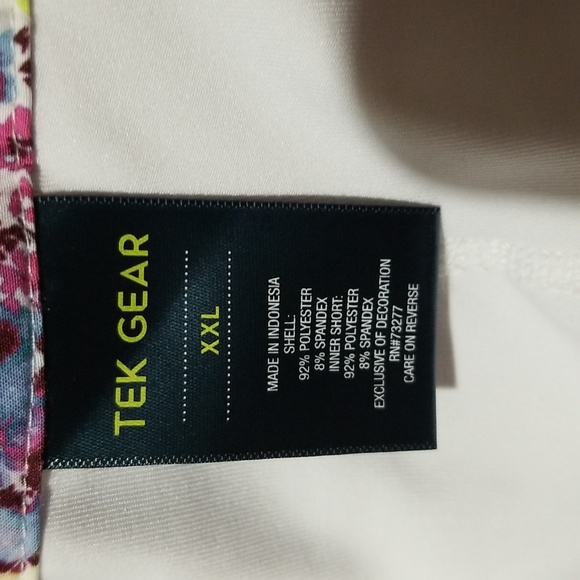 TEK GEAR
XXL
MADE IN INDONESIA
SHELL:
92% POLYESTER
8% SPANDEX
INNER SHORT:
92% POLYESTER
8% SPANDEX
EXCLUSIVE OF DECORATION
RN#73277
CARE ON REVERSE